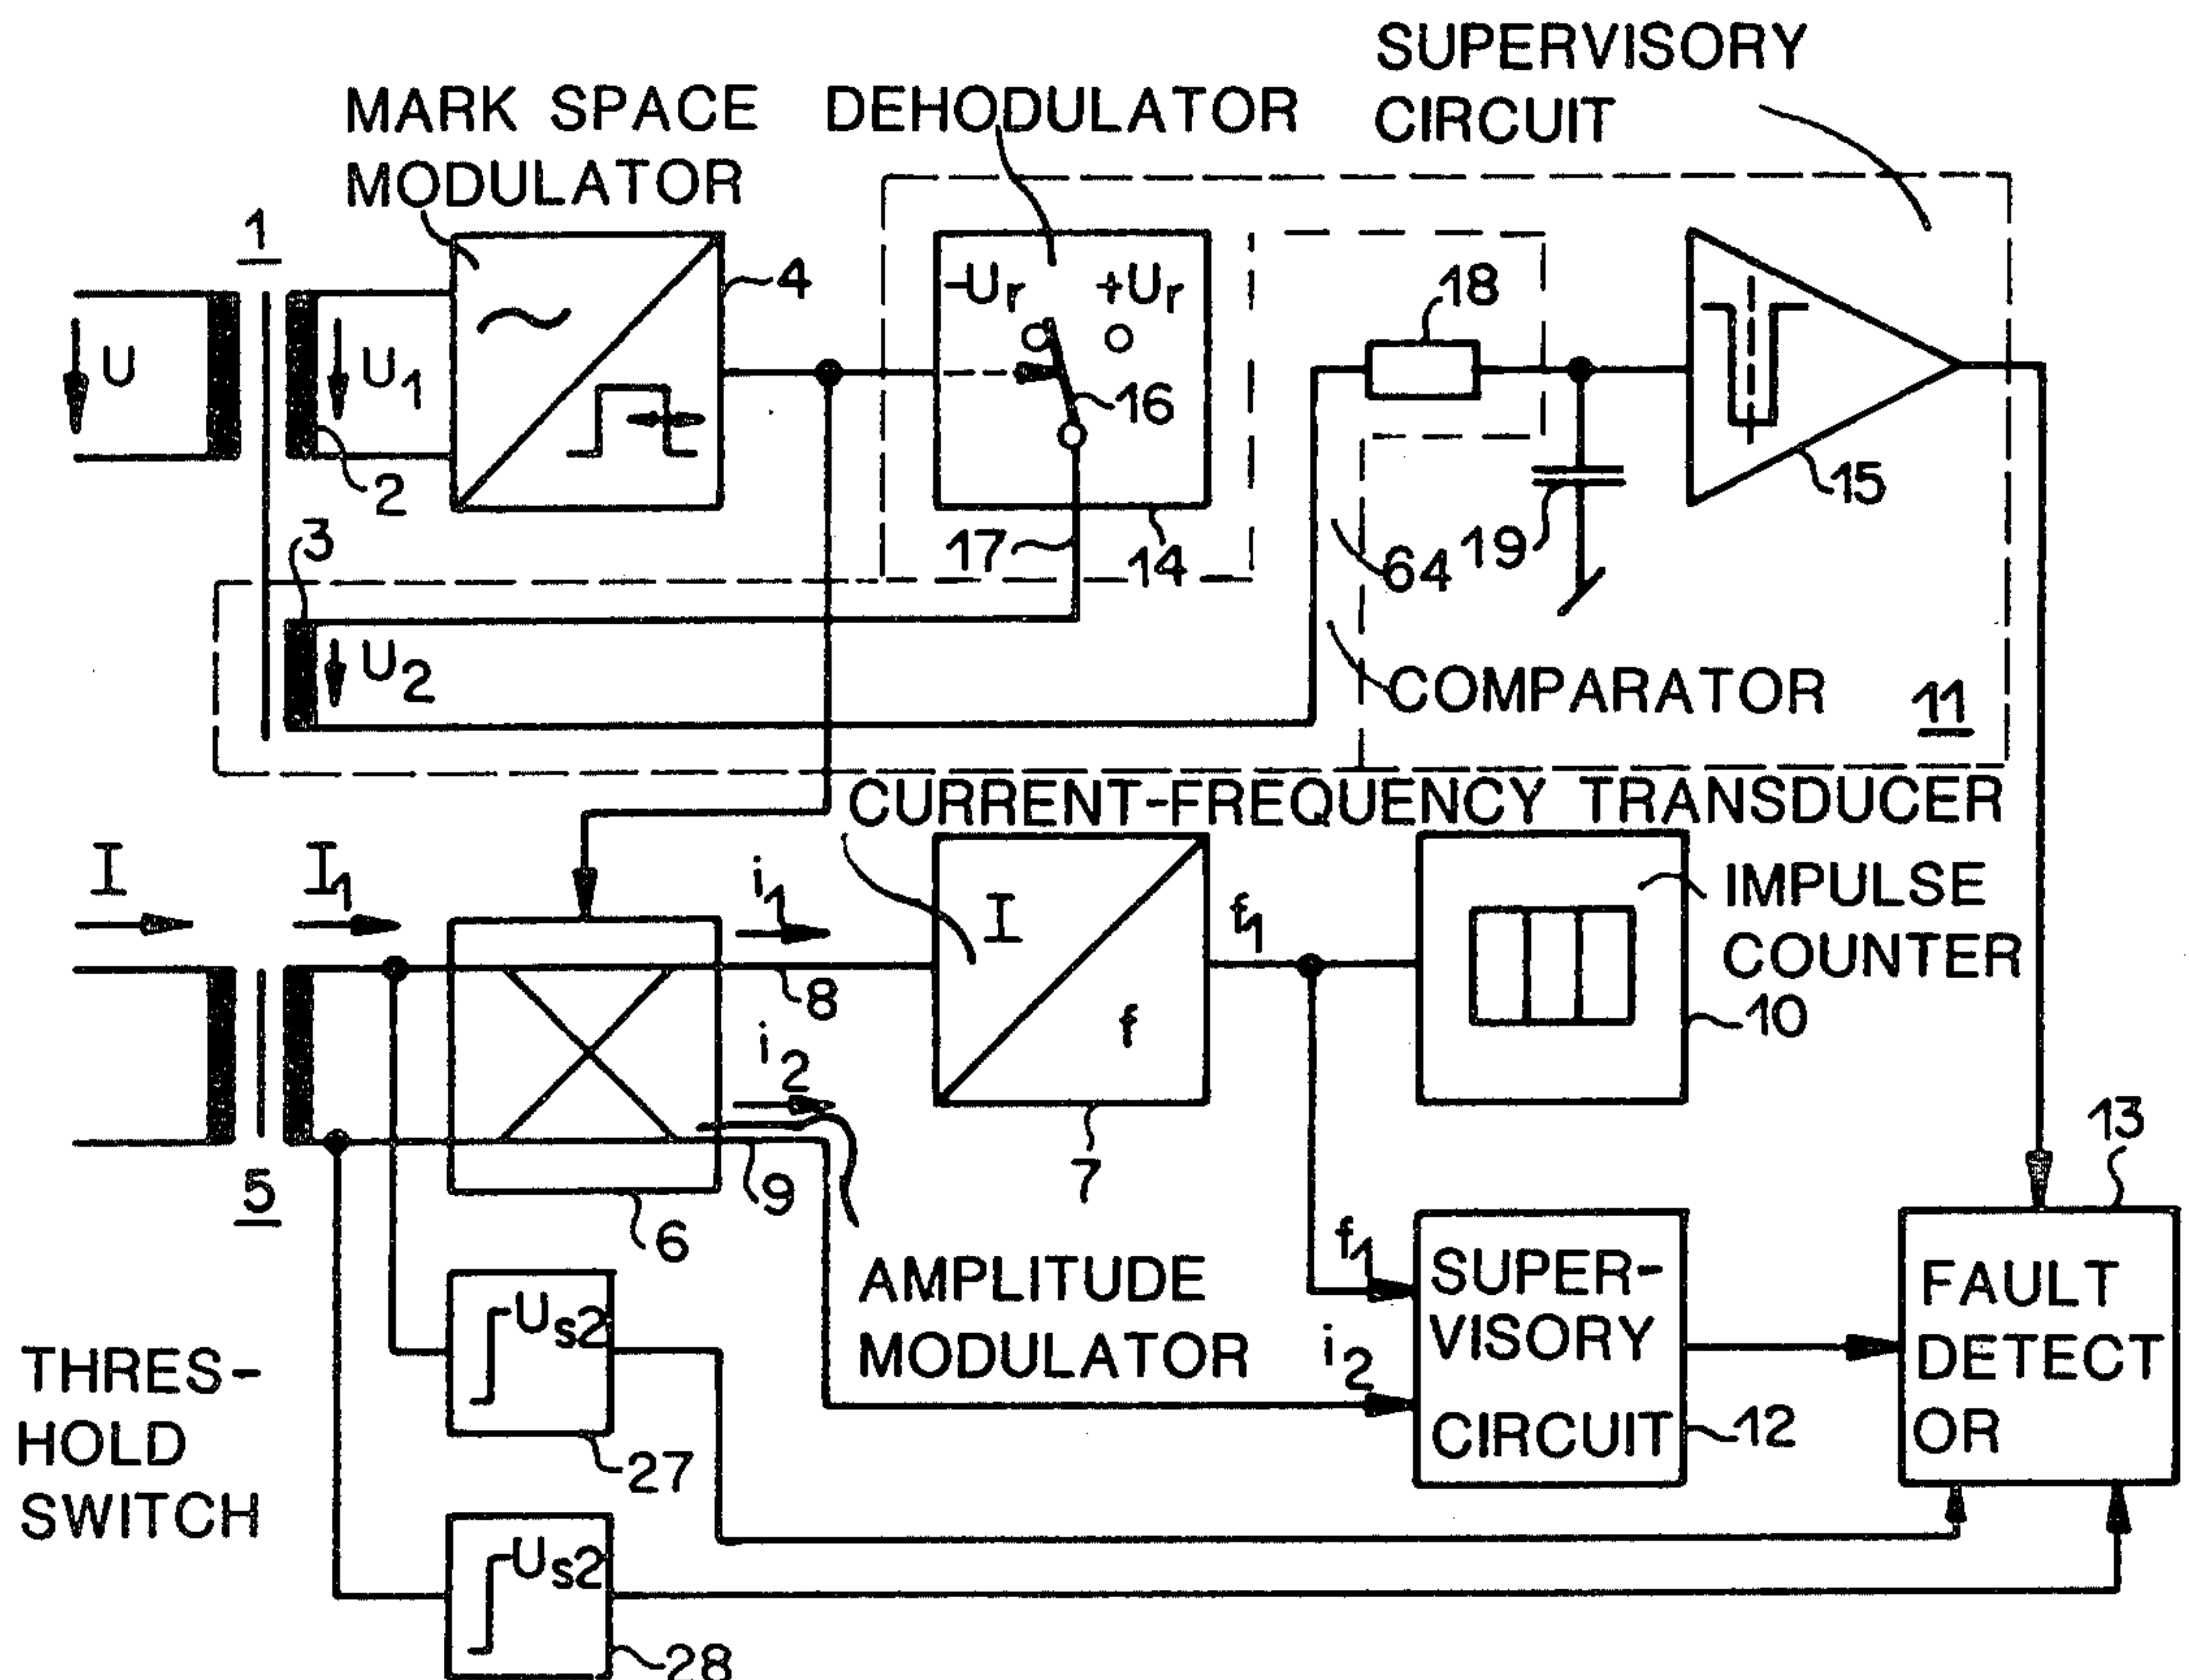 SUPERVISORY
CIRCUIT
MARK SPACE
MODULATOR
DEHODULATOR
1
4
-Ur
+Ur
18
U
U1
16
2
15
3
17
14
64
19
U2
COMPARATOR
11
CURRENT-FREQUENCY TRANSDUCER
I
I1
i1
I
f1
IMPULSE
COUNTER
8
f
10
i2
5
9
7
13
6
f1
SUPER-
VISORY
CIRCUIT
i2
12
FAULT
DETECT
OR
AMPLITUDE
MODULATOR
Us2
THRES-
HOLD
SWITCH
27
Us2
28